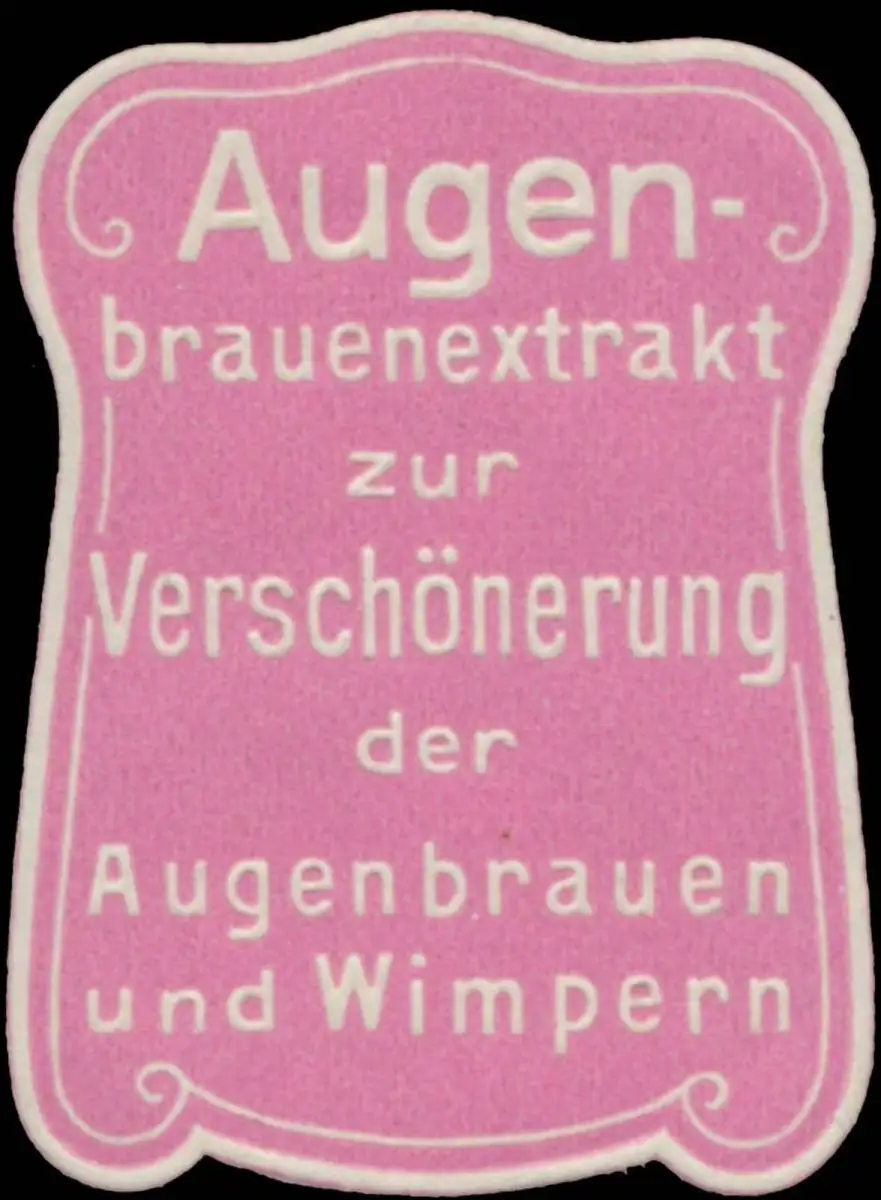 Augen-
brauenextrakt
zur
Verschönerung
der
Augenbrauen
und Wimpern